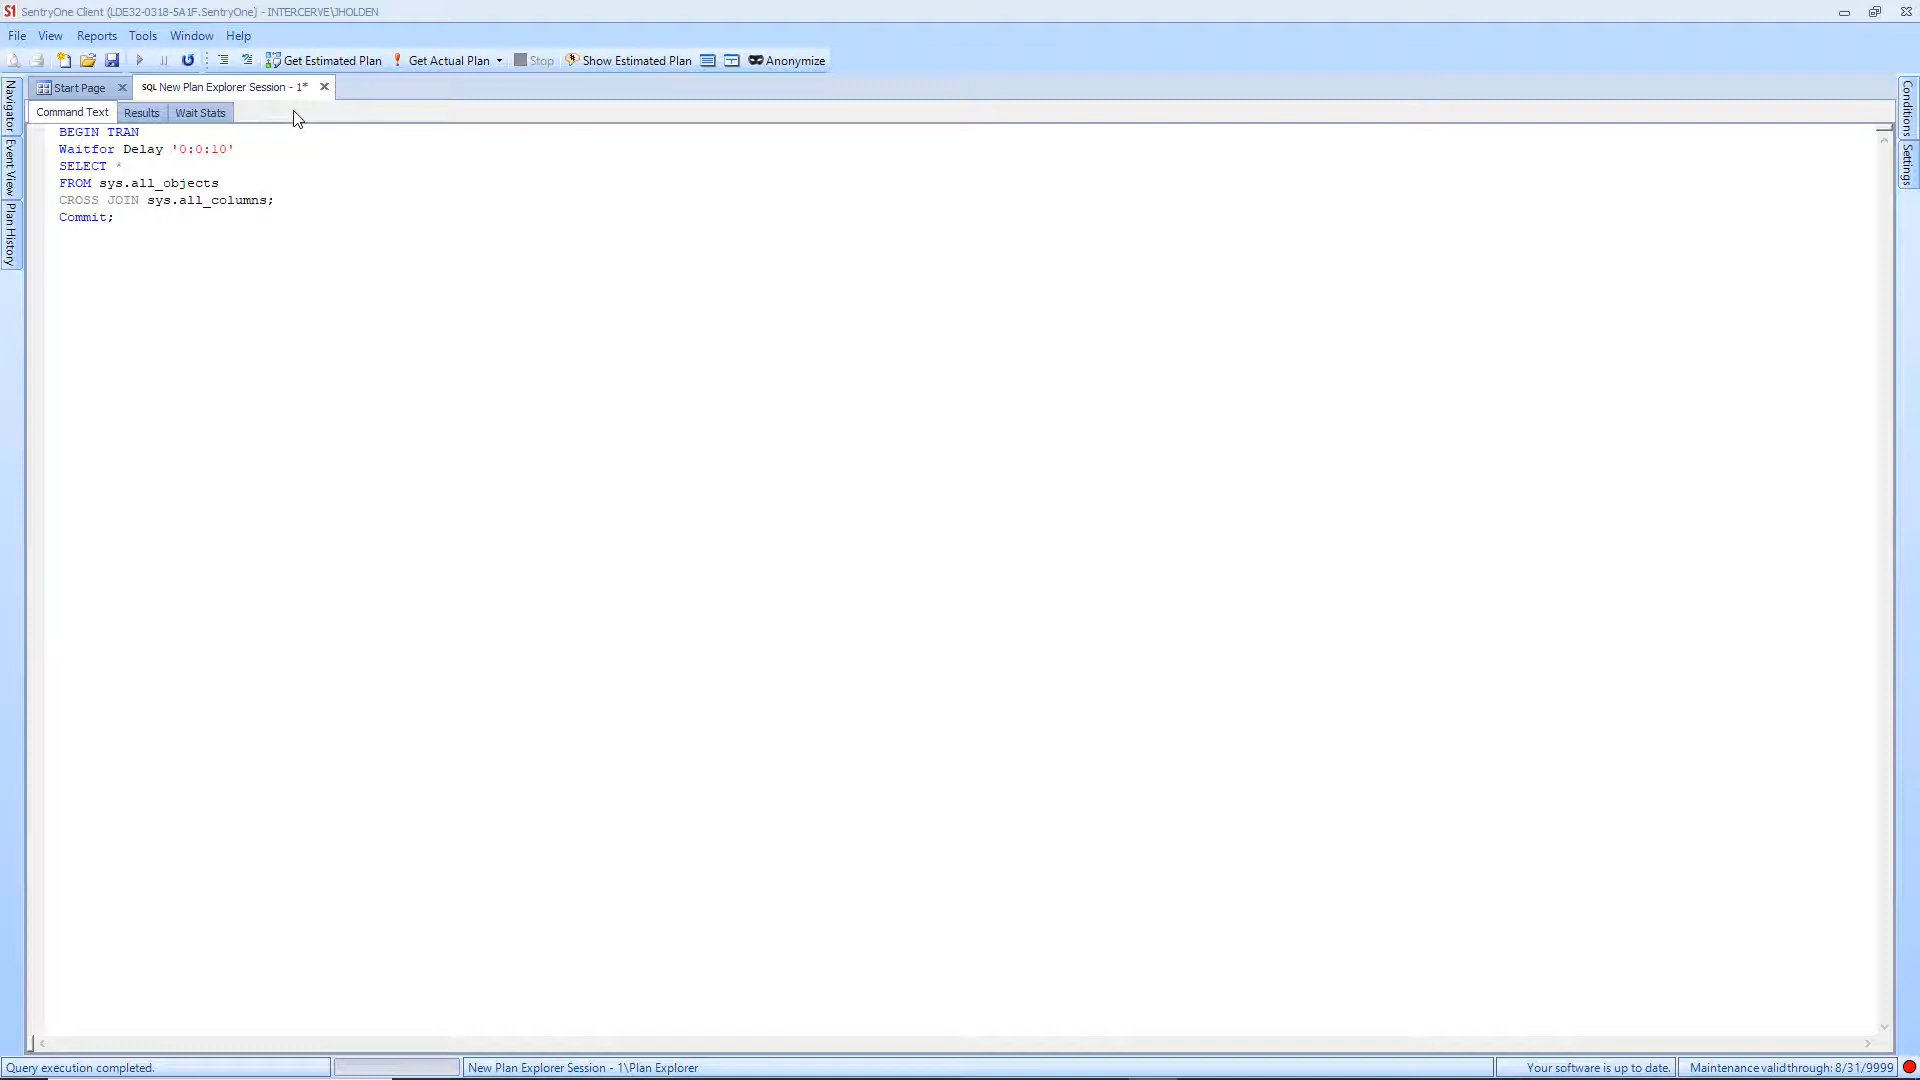 S1 SentryOne Client (LDE32-0318-5A1F.SentryOne) - INTERCERVE\JHOLDEN
File View Reports Tools Window Help
Get Estimated Plan Get Actual Plan Stop Show Estimated Plan Anonymize
Start Page SQL New Plan Explorer Session - 1*
Command Text Results Wait Stats
Navigator
Event View
Plan History
BEGIN TRAN
Waitfor Delay '0:0:10'
SELECT *
FROM sys.all_objects
CROSS JOIN sys.all_columns;
Commit;
Conditions
Settings
Query execution completed. New Plan Explorer Session - 1\Plan Explorer Your software is up to date. Maintenance valid through: 8/31/9999